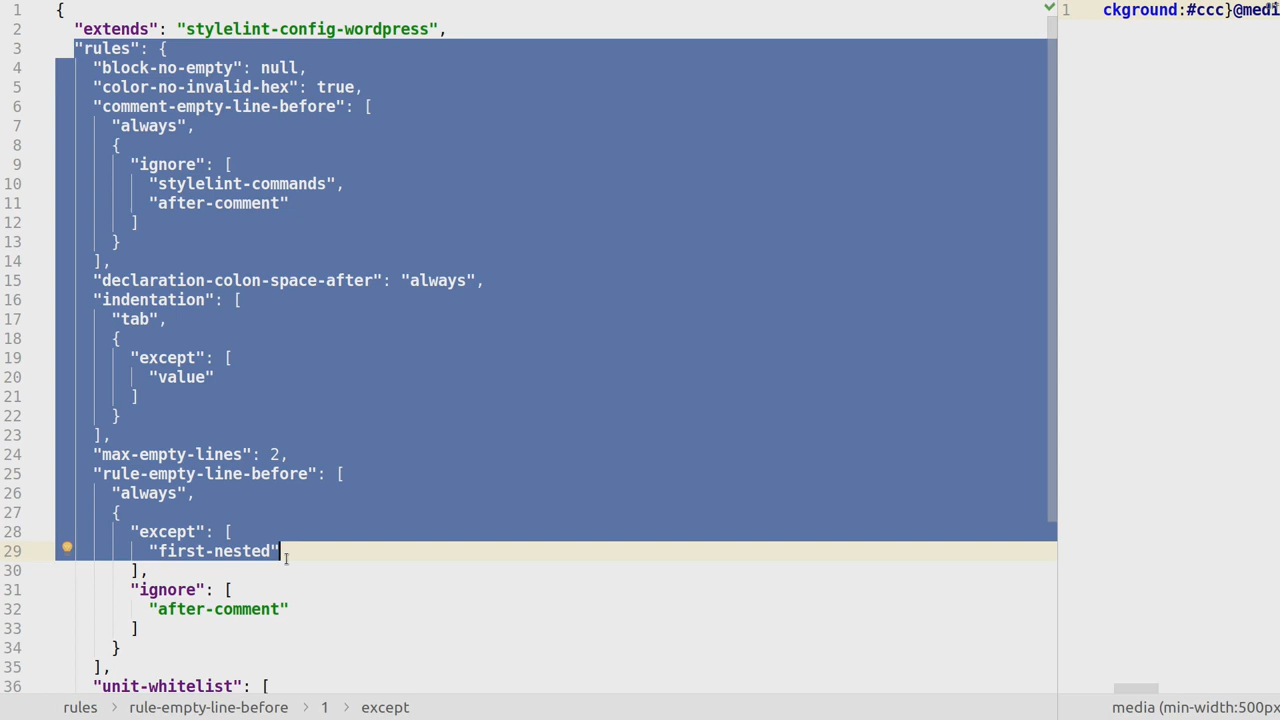 1 {
2 "extends": "stylelint-config-wordpress",
3 "rules": {
4 "block-no-empty": null,
5 "color-no-invalid-hex": true,
6 "comment-empty-line-before": [
7 "always",
8 {
9 "ignore": [
10 "stylelint-commands",
11 "after-comment"
12 ]
13 }
14 ],
15 "declaration-colon-space-after": "always",
16 "indentation": [
17 "tab",
18 {
19 "except": [
20 "value"
21 ]
22 }
23 ],
24 "max-empty-lines": 2,
25 "rule-empty-line-before": [
26 "always",
27 {
28 "except": [
29 "first-nested"
30 ],
31 "ignore": [
32 "after-comment"
33 ]
34 }
35 ],
36 "unit-whitelist": [
rules > rule-empty-line-before > 1 > except
1 ckground:#ccc}@medi
media (min-width:500px